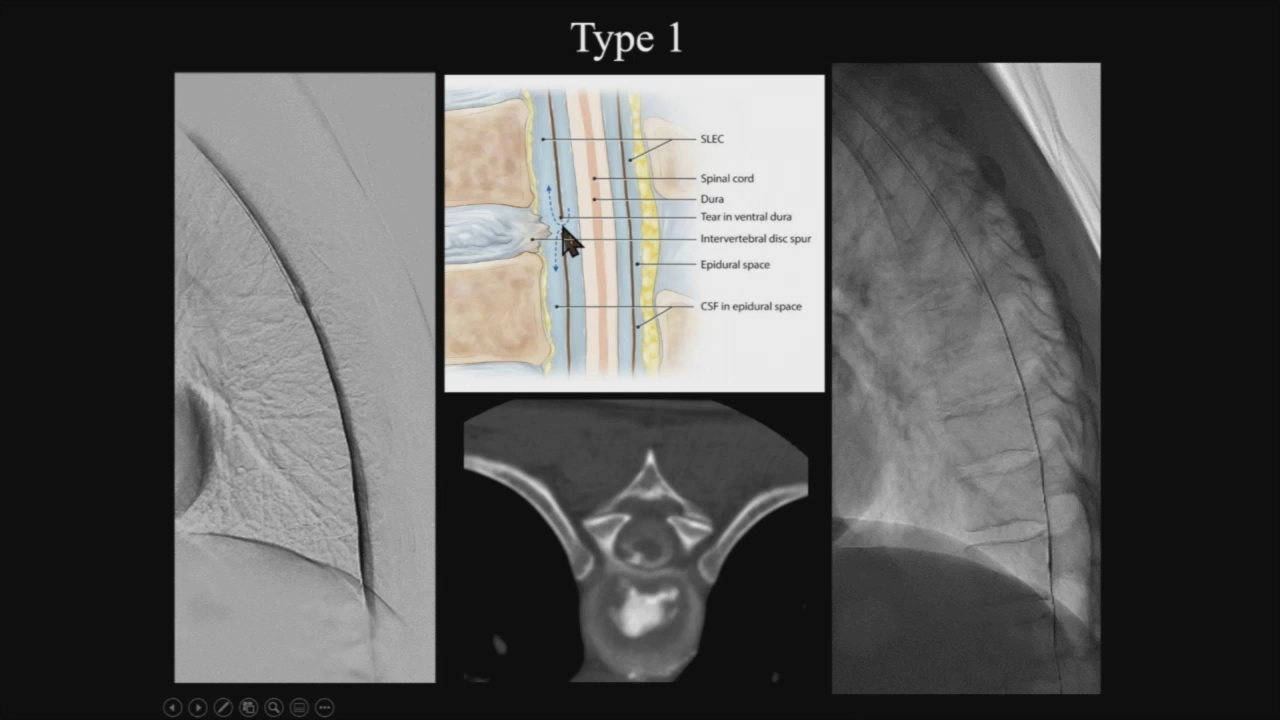 Type 1
SLEC
Spinal cord
Dura
Tear in ventral dura
Intervertebral disc spur
Epidural space
CSF in epidural space